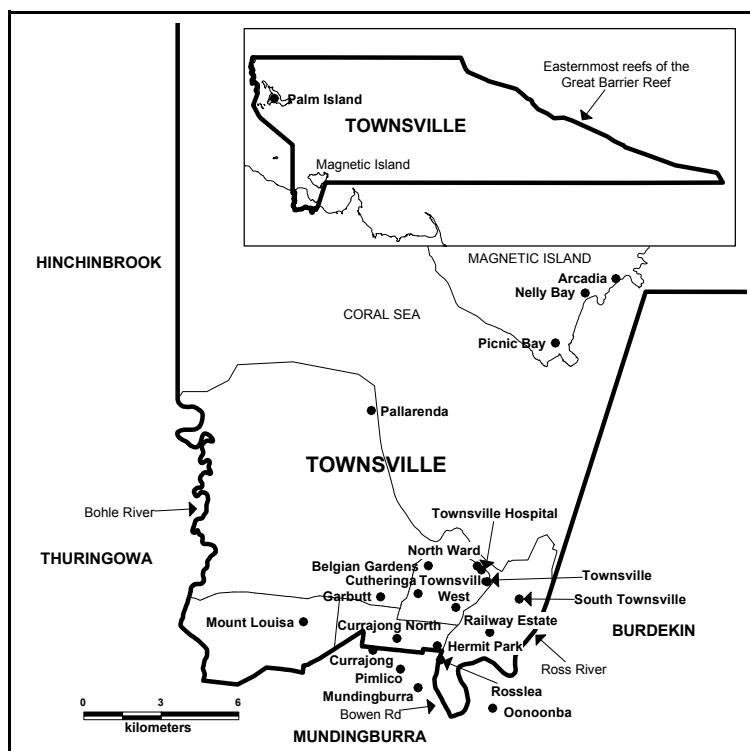 Easternmost reefs of the
Great Barrier Reef
Palm Island
TOWNSVILLE
Magnetic Island
HINCHINBROOK
MAGNETIC ISLAND
Arcadia
Nelly Bay
CORAL SEA
Picnic Bay
Pallarenda
TOWNSVILLE
Bohle River
Townsville Hospital
North Ward
THURINGOWA
Belgian Gardens
Cutheringa
Townsville
West
Townsville
Garbutt
South Townsville
Mount Louisa
Currajong North
Railway Estate
BURDEKIN
Hermit Park
Currajong
Ross River
Pimlico
Rosslea
Mundingburra
Bowen Rd
Oonoonba
0 3 6
kilometers
MUNDINGBURRA